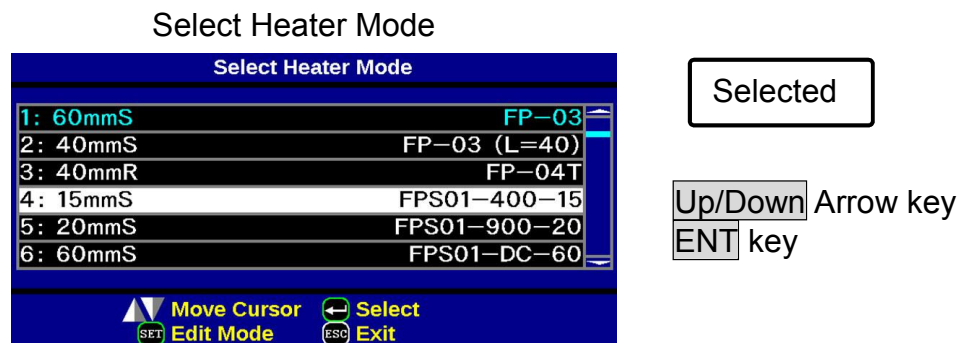 Select Heater Mode
Select Heater Mode
1: 60mmS FP−03
2: 40mmS FP−03 (L=40)
3: 40mmR FP−04T
4: 15mmS FPS01−400−15
5: 20mmS FPS01−900−20
6: 60mmS FPS01−DC−60
Move Cursor Select
SET Edit Mode ESC Exit
Selected
Up/Down Arrow key
ENT key